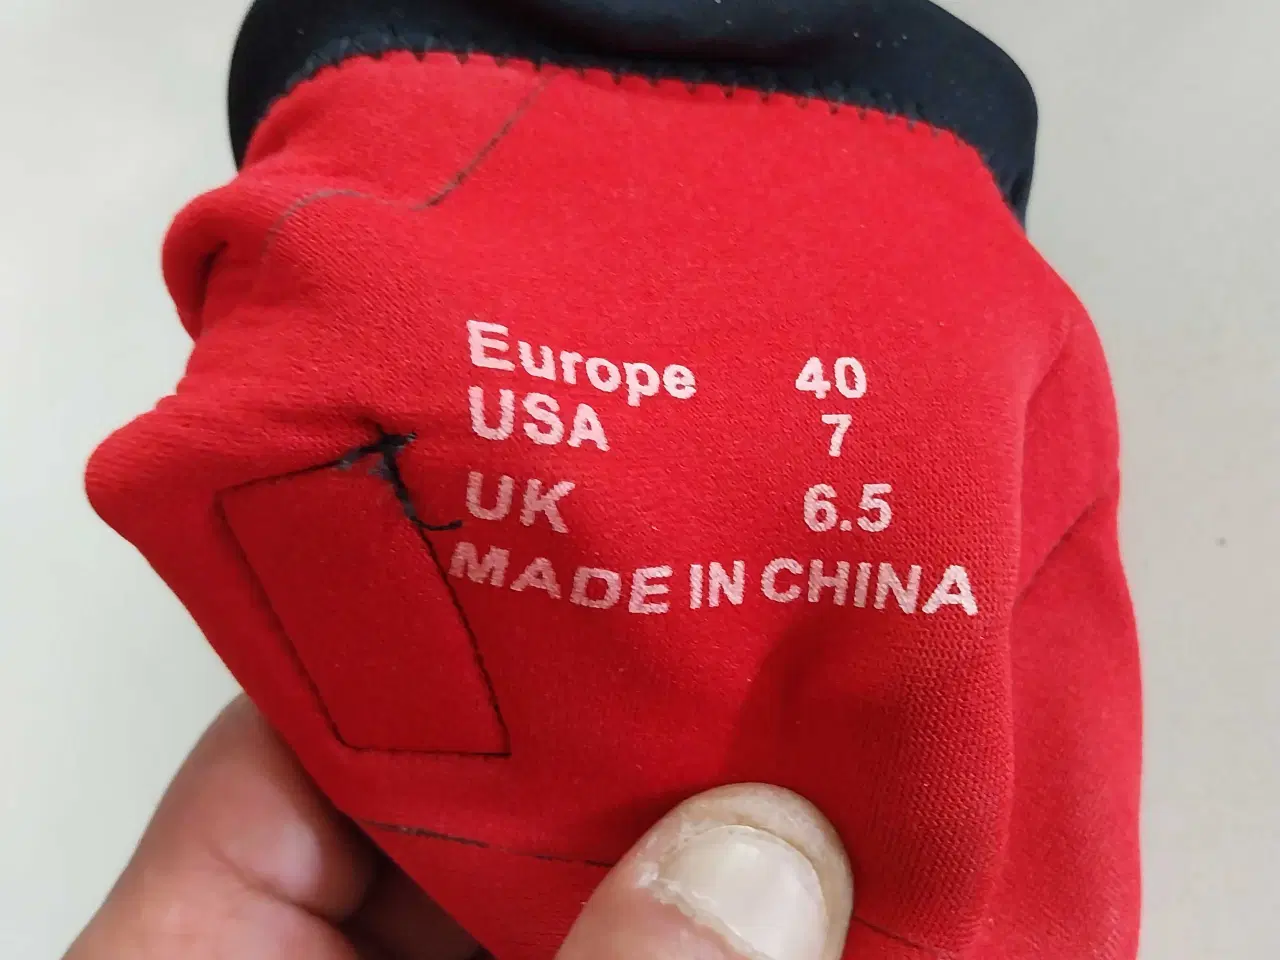 Europe 40
USA 7
UK 6.5
MADE IN CHINA